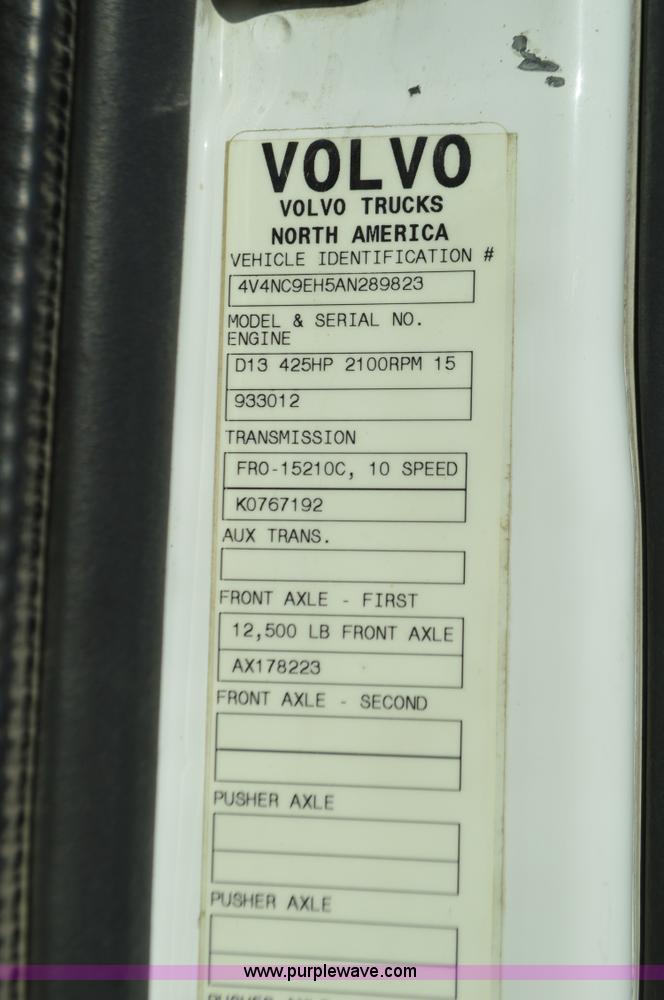 VOLVO
VOLVO TRUCKS
NORTH AMERICA
VEHICLE IDENTIFICATION #
4V4NC9EH5AN289823
MODEL & SERIAL NO.
ENGINE
D13 425HP 2100RPM 15
933012
TRANSMISSION
FRO-15210C, 10 SPEED
K0767192
AUX TRANS.
FRONT AXLE - FIRST
12,500 LB FRONT AXLE
AX178223
FRONT AXLE - SECOND
PUSHER AXLE
PUSHER AXLE
www.purplewave.com